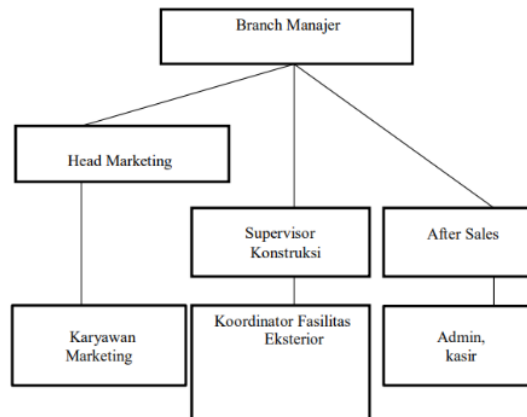 Branch Manajer
Head Marketing
Supervisor
Konstruksi
After Sales
Karyawan
Marketing
Koordinator Fasilitas
Eksterior
Admin,
kasir